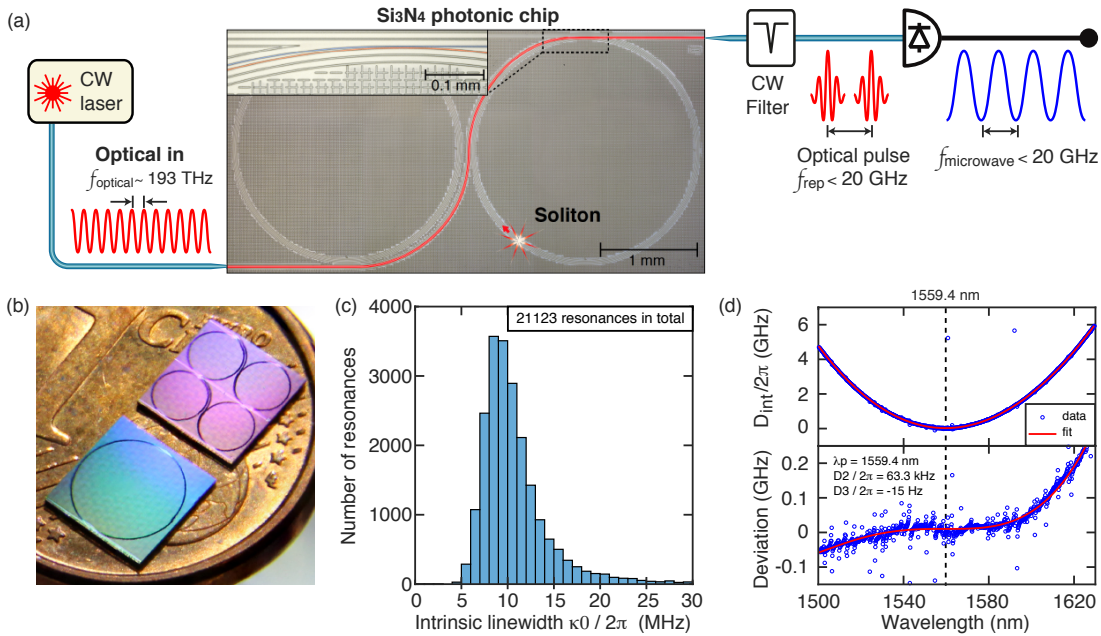 (a)
Si3N4 photonic chip
CW
laser
Optical in
foptical~ 193 THz
0.1 mm
Soliton
1 mm
CW
Filter
Optical pulse
frep < 20 GHz
fmicrowave < 20 GHz
(b)
(c)
21123 resonances in total
Number of resonances
4000
3000
2000
1000
0
0
5
10
15
20
25
30
Intrinsic linewidth κ0 / 2π (MHz)
(d)
1559.4 nm
Dint/2π (GHz)
6
4
2
0
data
fit
Deviation (GHz)
0.2
0.1
0
-0.1
λp = 1559.4 nm
D2 / 2π = 63.3 kHz
D3 / 2π = -15 Hz
1500
1540
1580
1620
Wavelength (nm)